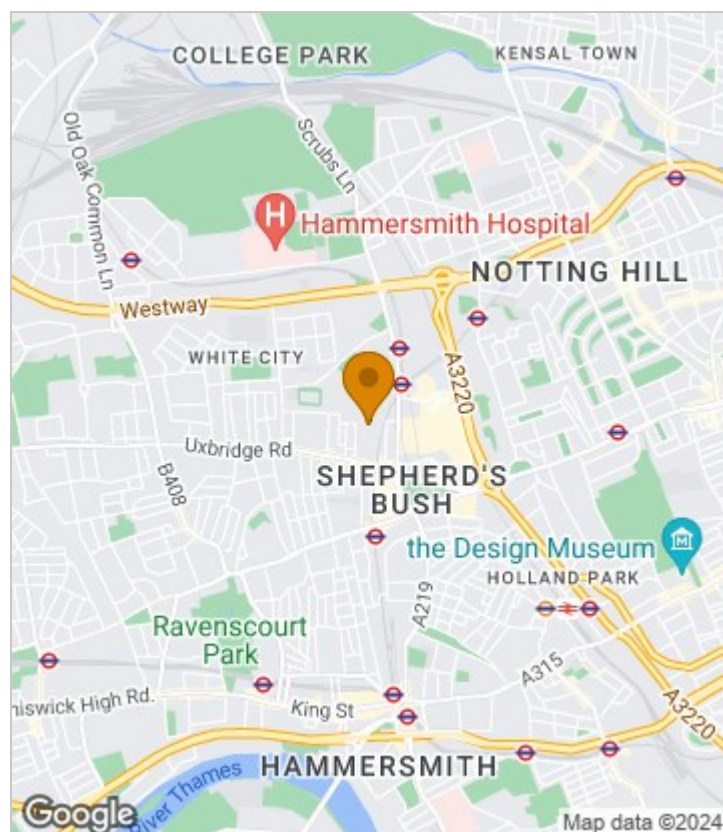 COLLEGE PARK
KENSAL TOWN
Old Oak Common Ln
Scrubs Ln
H
Hammersmith Hospital
NOTTING HILL
Westway
WHITE CITY
A3220
Uxbridge Rd
SHEPHERD'S
BUSH
B408
the Design Museum
M
HOLLAND PARK
A219
Ravenscourt
Park
A315
niswick High Rd.
King St
A3220
HAMMERSMITH
River Thames
Google
Map data ©2024